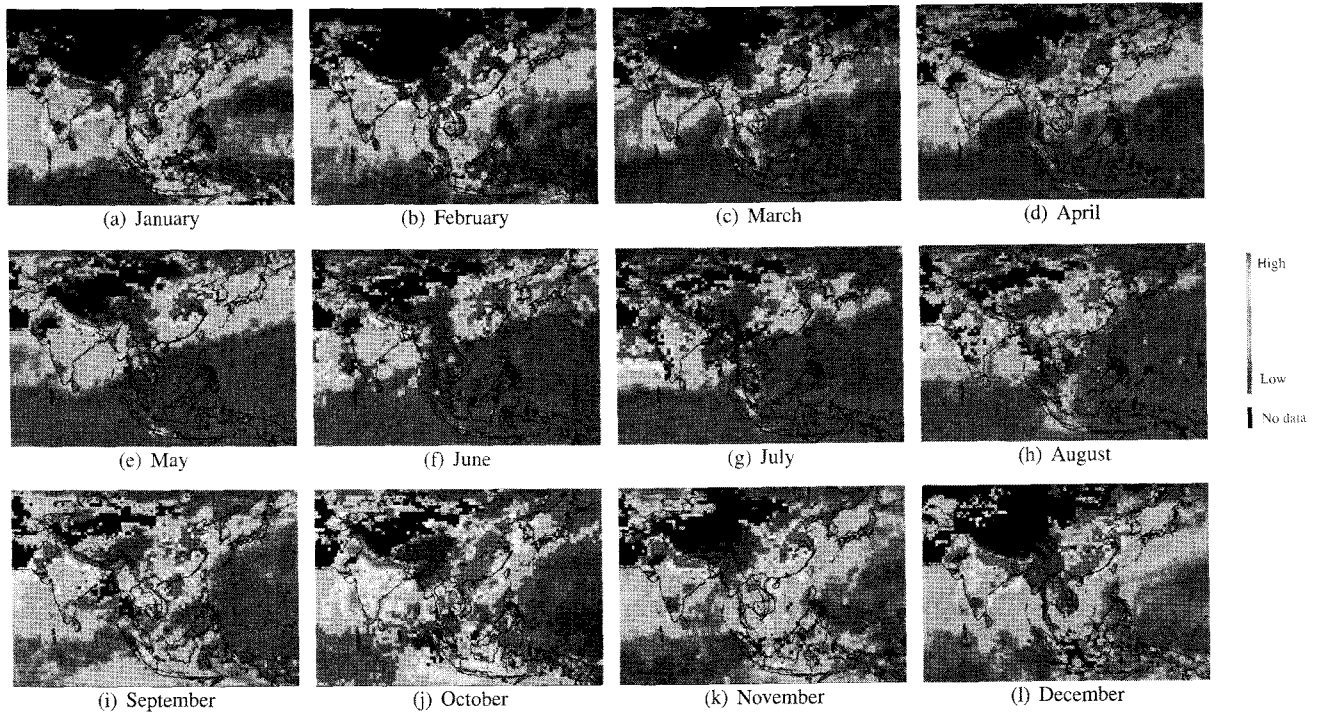 (a) January
(b) February
(c) March
(d) April
(e) May
(f) June
(g) July
(h) August
High
Low
No data
(i) September
(j) October
(k) November
(l) December